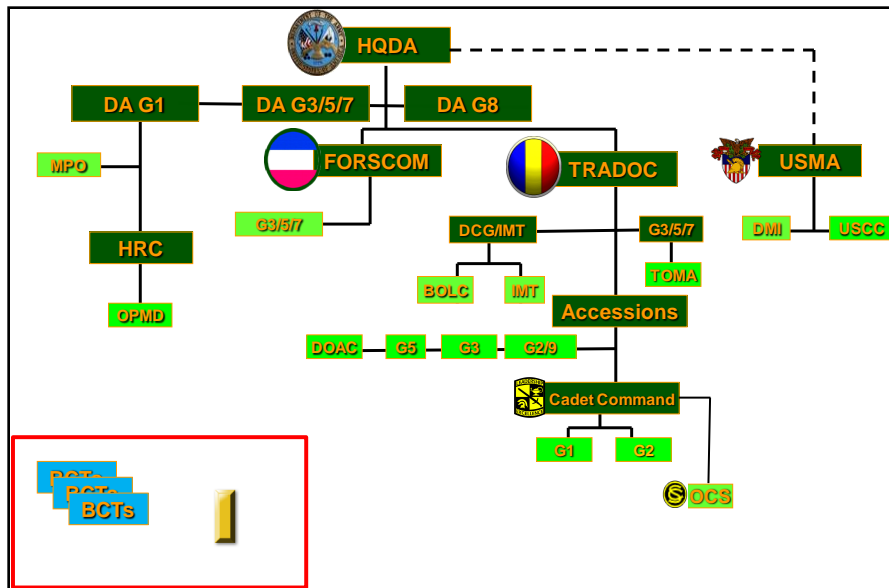 HQDA
DA G1
DA G3/5/7
DA G8
MPO
FORSCOM
TRADOC
USMA
G3/5/7
DCG/IMT
G3/5/7
DMI
USCC
HRC
TOMA
BOLC
IMT
OPMD
Accessions
DOAC
G5
G3
G2/9
Cadet Command
G1
G2
BCTs
BCTs
BCTs
OCS